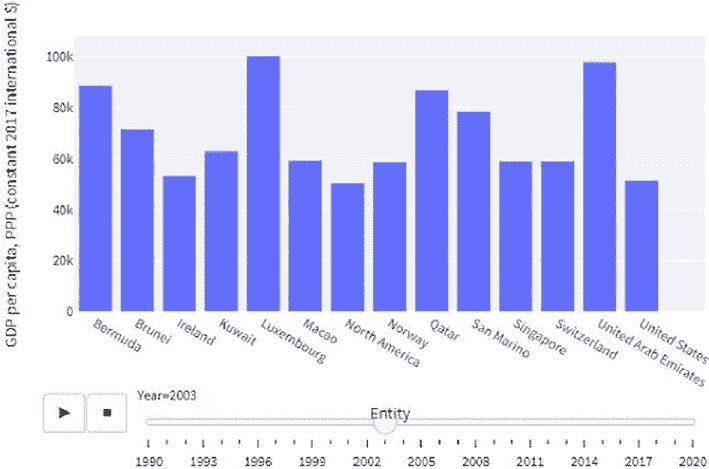 GDP per capita, PPP (constant 2017 international $)
100k
80k
60k
40k
20k
0
Bermuda
Brunei
Ireland
Kuwait
Luxembourg
Macao
North America
Norway
Qatar
San Marino
Singapore
Switzerland
United Arab Emirates
United States
Year=2003
Entity
1990 1993 1996 1999 2002 2005 2008 2011 2014 2017 2020